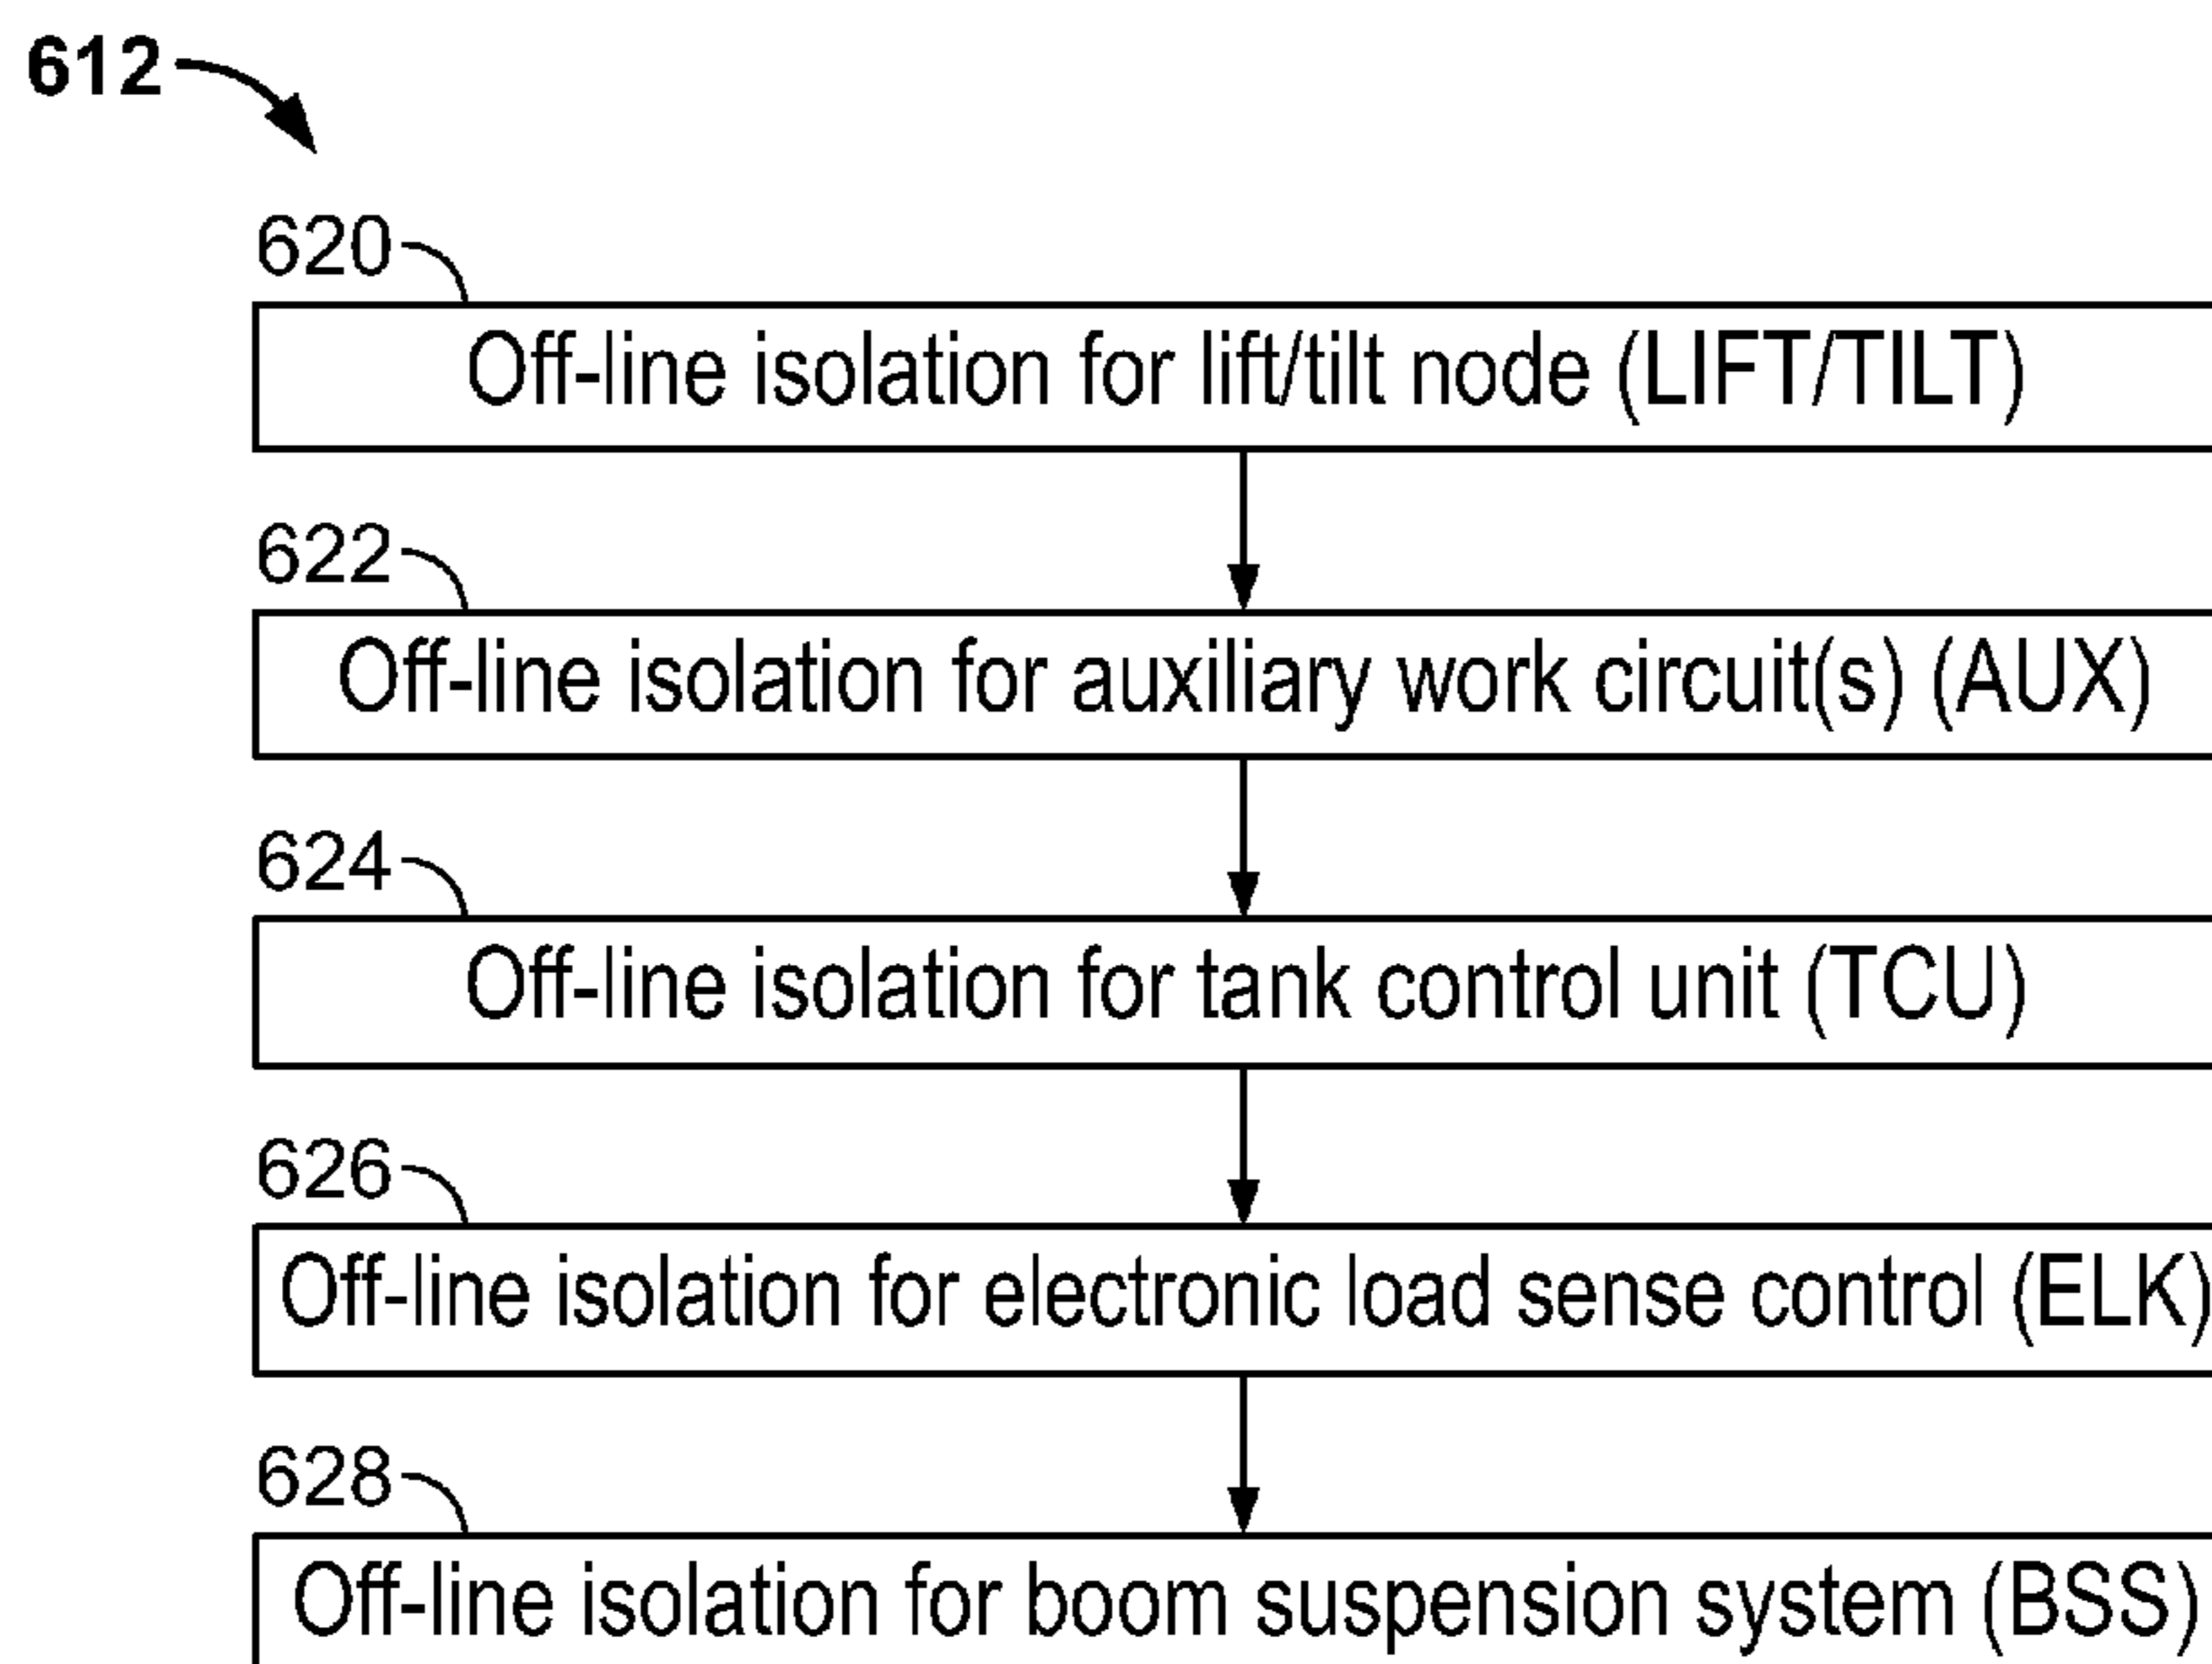 612
620
Off-line isolation for lift/tilt node (LIFT/TILT)
622
Off-line isolation for auxiliary work circuit(s) (AUX)
624
Off-line isolation for tank control unit (TCU)
626
Off-line isolation for electronic load sense control (ELK)
628
Off-line isolation for boom suspension system (BSS)